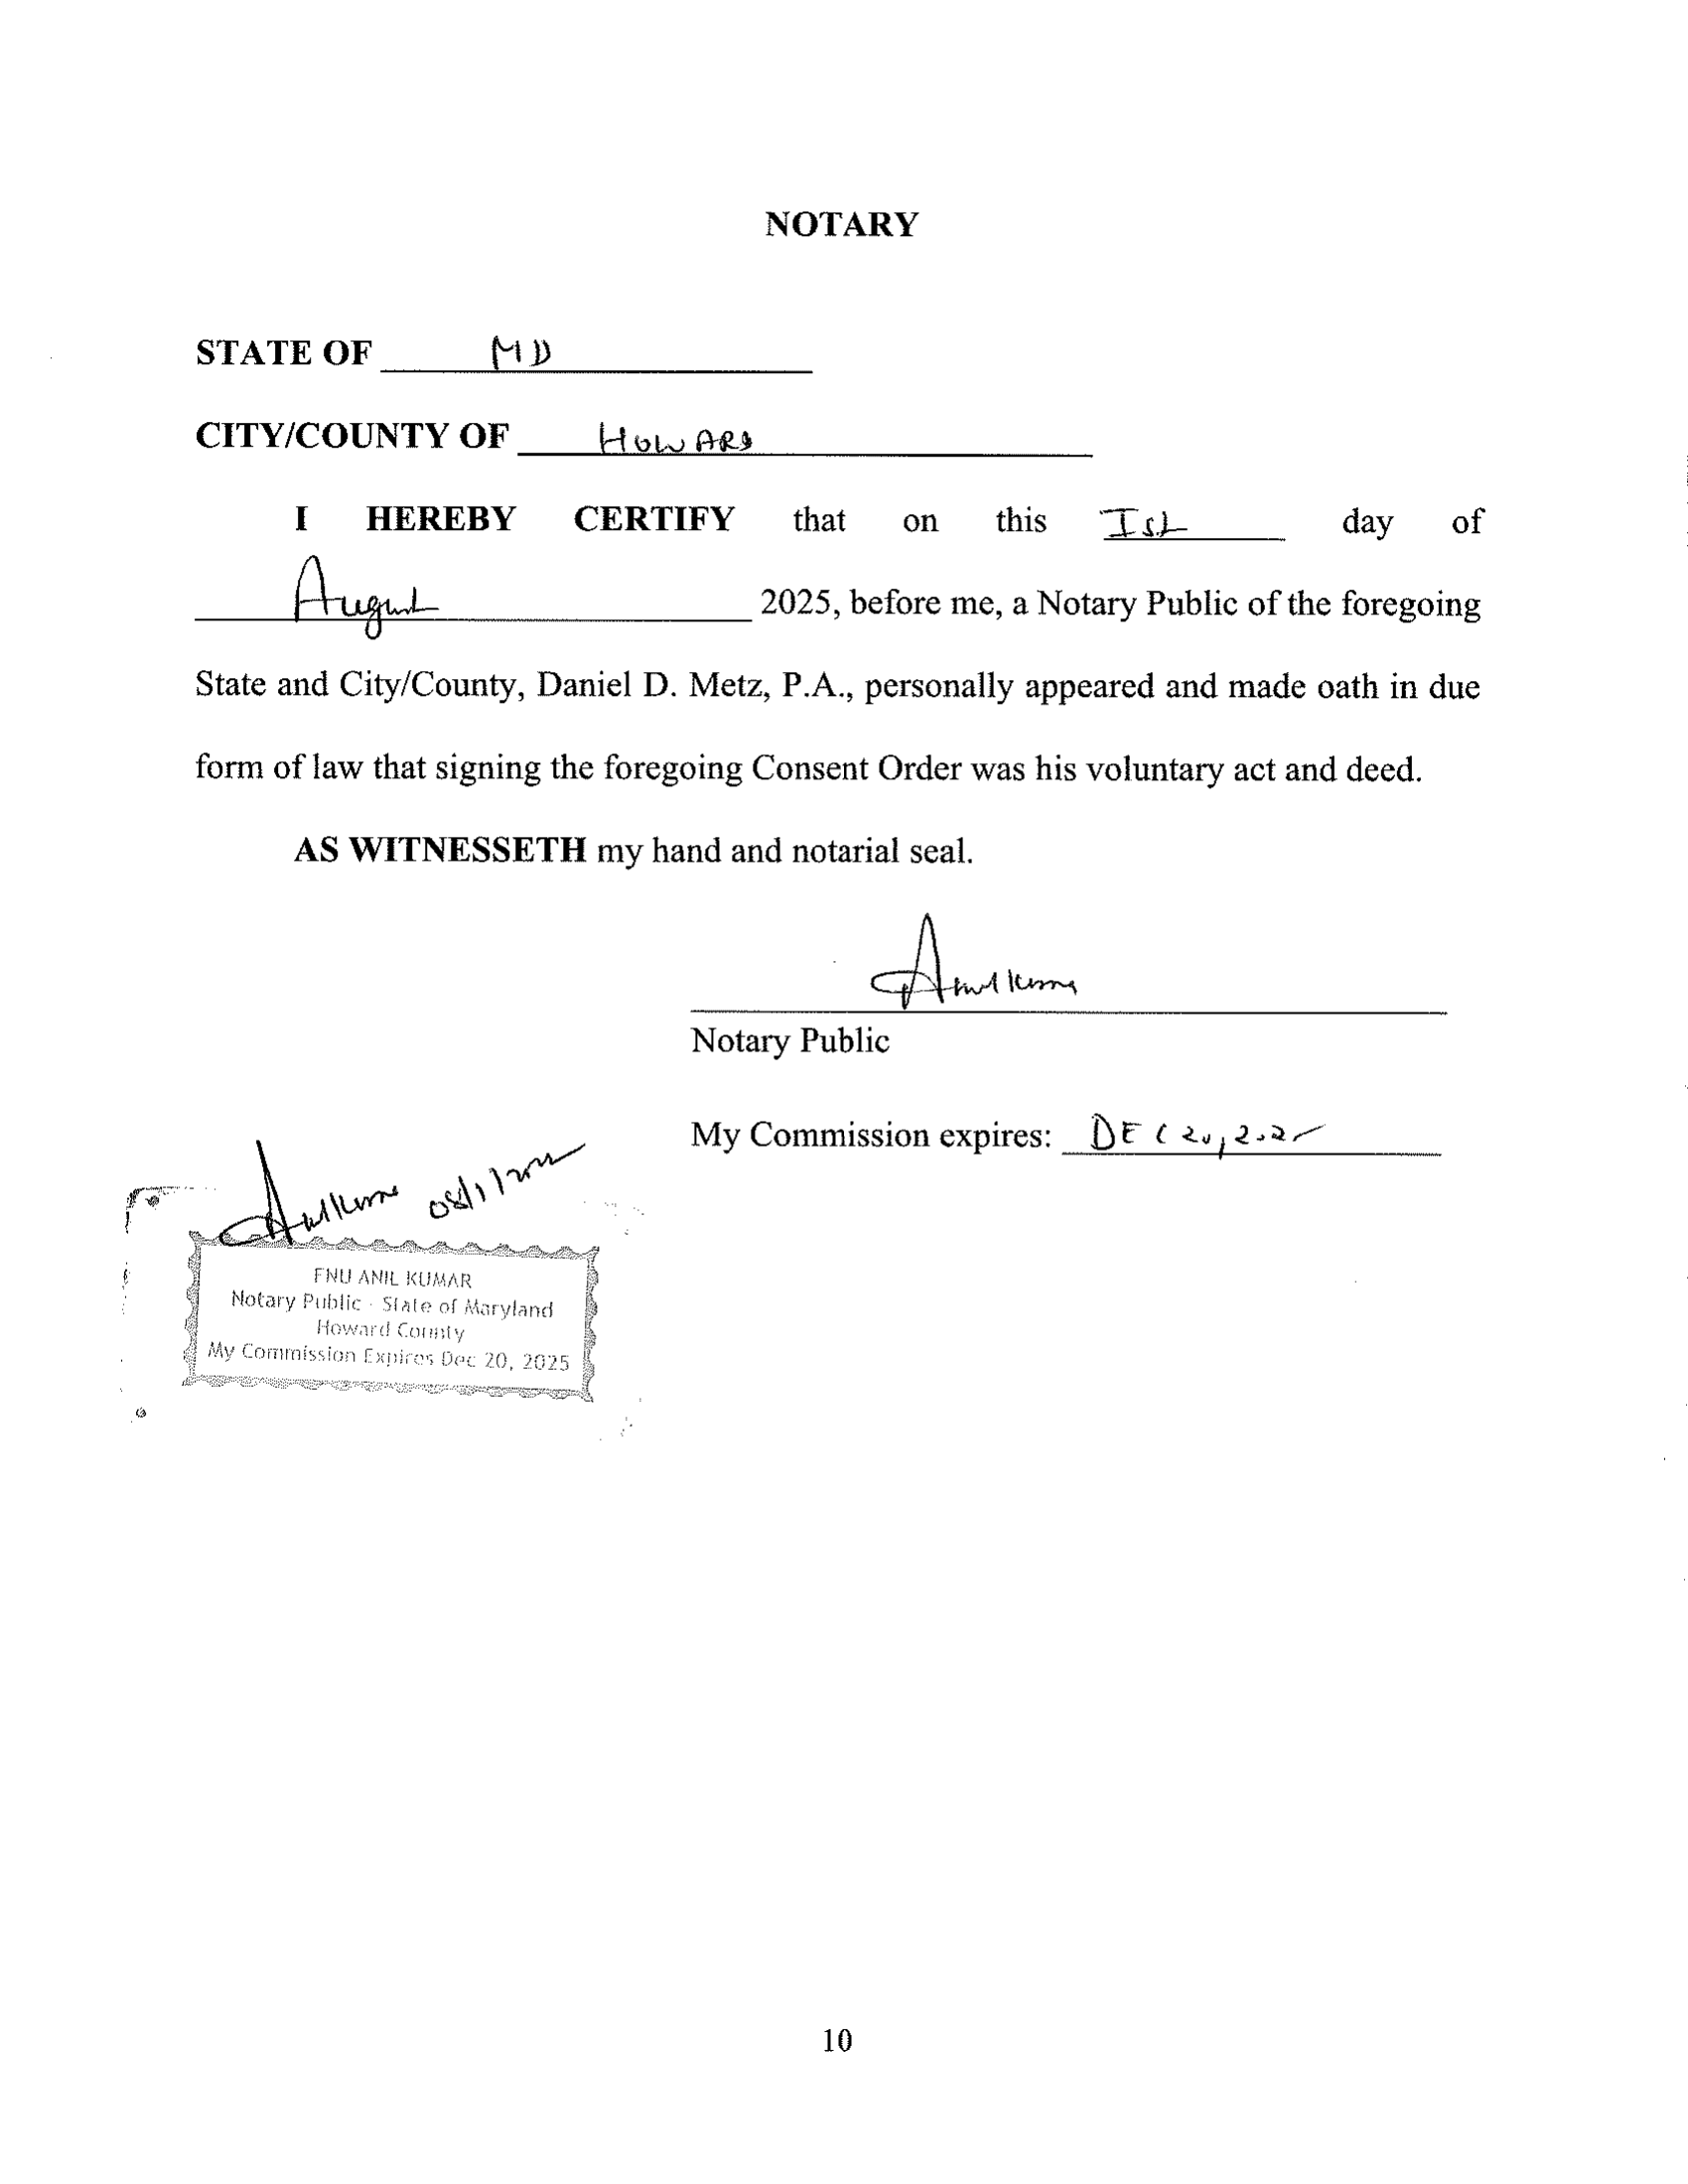 NOTARY
STATE OF MD
CITY/COUNTY OF HOWARD
I HEREBY CERTIFY that on this Ist day of
August 2025, before me, a Notary Public of the foregoing
State and City/County, Daniel D. Metz, P.A., personally appeared and made oath in due
form of law that signing the foregoing Consent Order was his voluntary act and deed.
AS WITNESSETH my hand and notarial seal.
Anil Kumar
Notary Public
My Commission expires: DEC 20, 2025
Anil Kumar 08/1/2025
FNU ANIL KUMAR
Notary Public - State of Maryland
Howard County
My Commission Expires Dec 20, 2025
10